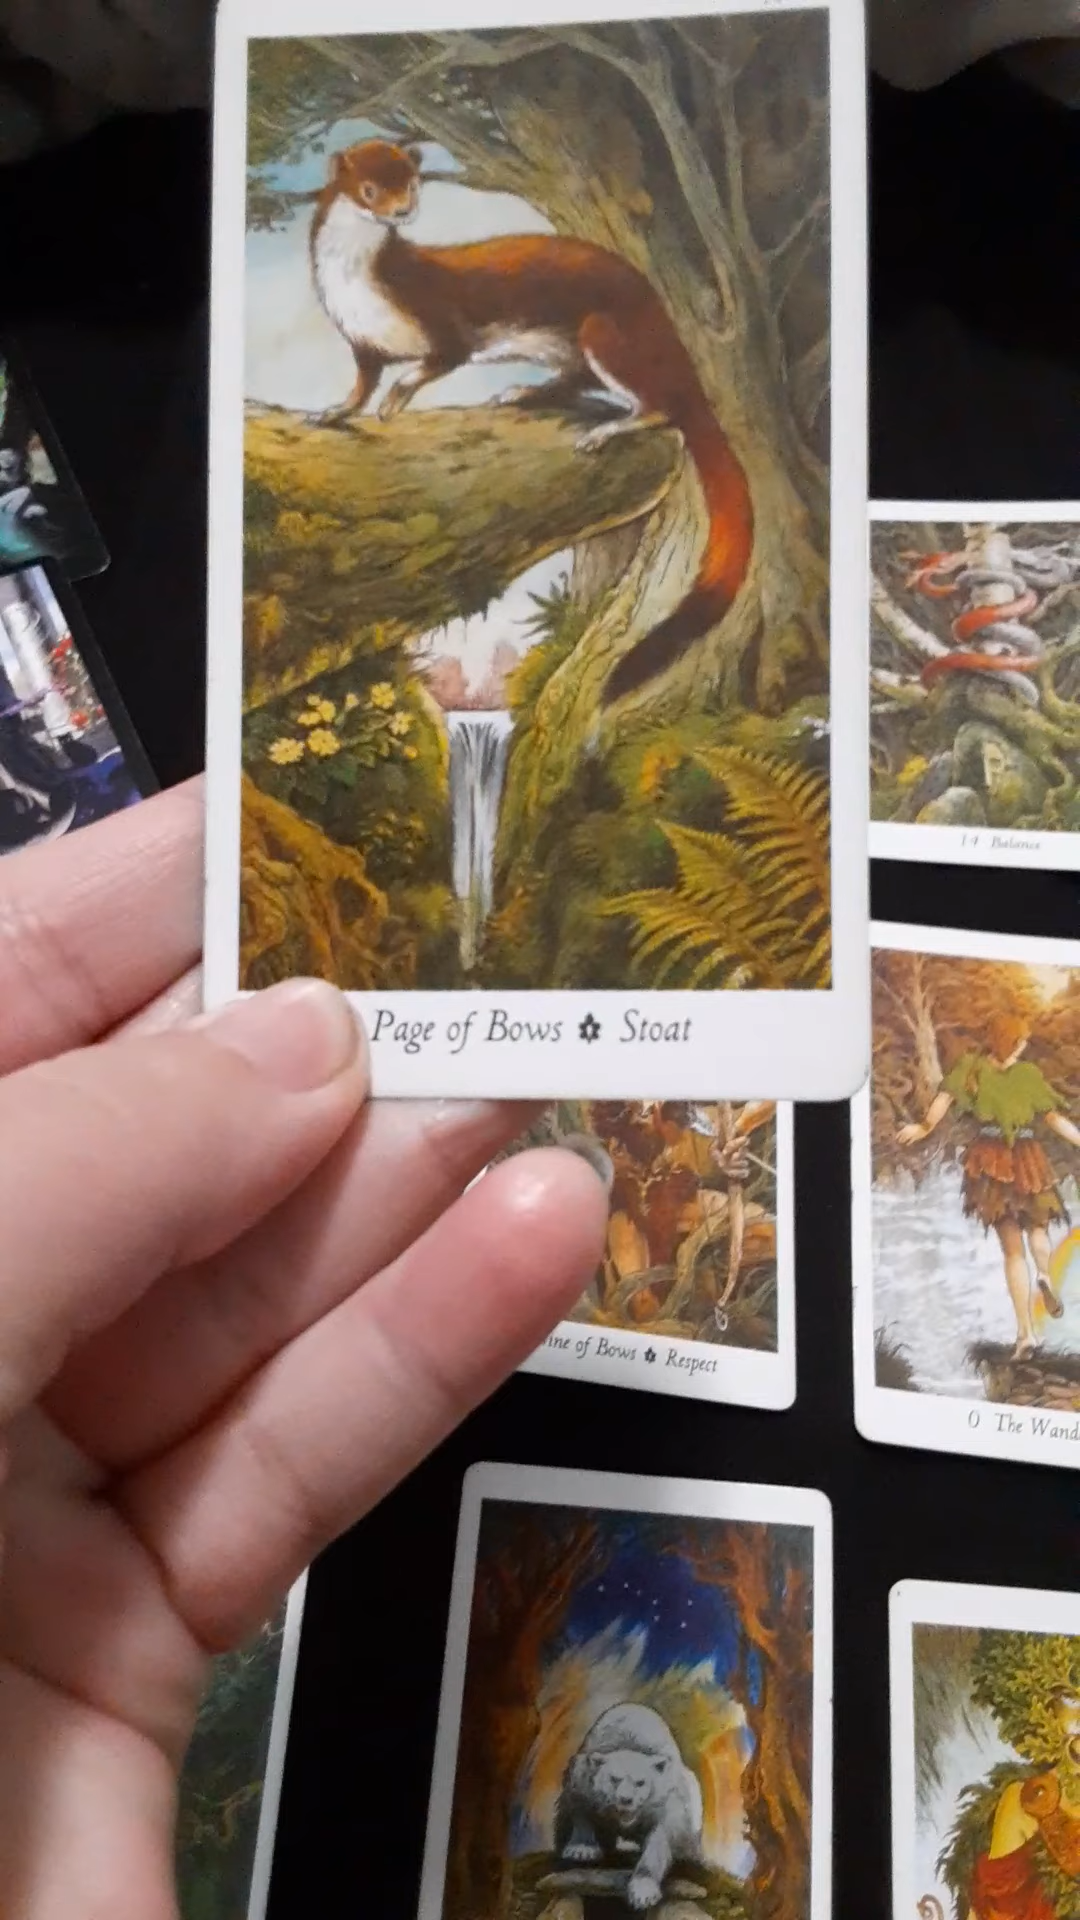 Page of Bows ✽ Stoat
14 Balance
ine of Bows ✽ Respect
0 The Wand